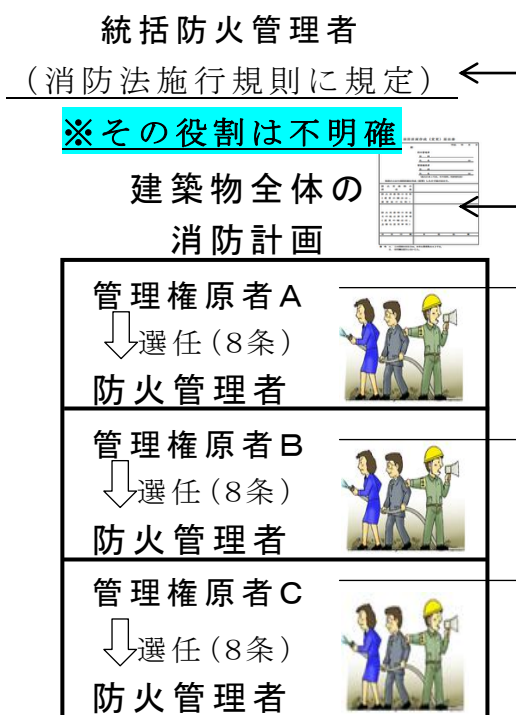 統括防火管理者
（消防法施行規則に規定）
※その役割は不明確
建築物全体の
消防計画
管理権原者A
選任(8条)
防火管理者
管理権原者B
選任(8条)
防火管理者
管理権原者C
選任(8条)
防火管理者